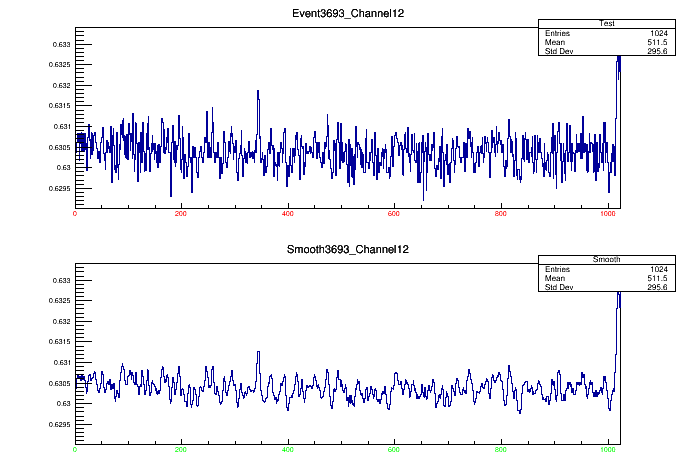 Event3693_Channel12
Test
Entries 1024
Mean 511.5
Std Dev 295.6
0.633
0.6325
0.632
0.6315
0.631
0.6305
0.63
0.6295
0 200 400 600 800 1000
Smooth3693_Channel12
Smooth
Entries 1024
Mean 511.5
Std Dev 295.6
0.633
0.6325
0.632
0.6315
0.631
0.6305
0.63
0.6295
0 200 400 600 800 1000